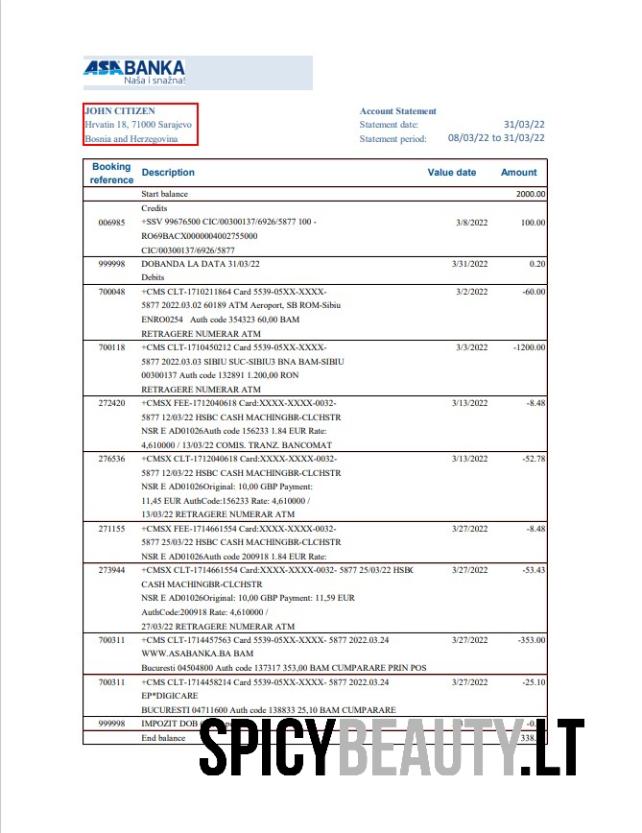 ASA BANKA
Naša i snažna!
JOHN CITIZEN
Hrvatin 18, 71000 Sarajevo
Bosnia and Herzegovina
Account Statement
Statement date: 31/03/22
Statement period: 08/03/22 to 31/03/22
Booking reference Description Value date Amount
Start balance 2000.00
Credits
006985 +SSV 99676500 CIC/00300137/6926/5877 100 - 3/8/2022 100.00
RO69BACX0000004002755000
CIC/00300137/6926/5877
999998 DOBANDA LA DATA 31/03/22 3/31/2022 0.20
Debits
700048 +CMS CLT-1710211864 Card 5539-05XX-XXXX- 3/2/2022 -60.00
5877 2022.03.02 60189 ATM Aeroport, SB ROM-Sibiu
ENRO0254 Auth code 354323 60,00 BAM
RETRAGERE NUMERAR ATM
700118 +CMS CLT-1710450212 Card 5539-05XX-XXXX- 3/3/2022 -1200.00
5877 2022.03.03 SIBIU SUC-SIBIU3 BNA BAM-SIBIU
00300137 Auth code 132891 1.200,00 RON
RETRAGERE NUMERAR ATM
272420 +CMSX FEE-1712040618 Card:XXXX-XXXX-0032- 3/13/2022 -8.48
5877 12/03/22 HSBC CASH MACHINGBR-CLCHSTR
NSR E AD01026Auth code 156233 1.84 EUR Rate:
4,610000 / 13/03/22 COMIS. TRANZ. BANCOMAT
276536 +CMSX CLT-1712040618 Card:XXXX-XXXX-0032- 3/13/2022 -52.78
5877 12/03/22 HSBC CASH MACHINGBR-CLCHSTR
NSR E AD01026Original: 10,00 GBP Payment:
11,45 EUR AuthCode:156233 Rate: 4,610000 /
13/03/22 RETRAGERE NUMERAR ATM
271155 +CMSX FEE-1714661554 Card:XXXX-XXXX-0032- 3/27/2022 -8.48
5877 25/03/22 HSBC CASH MACHINGBR-CLCHSTR
NSR E AD01026Auth code 200918 1.84 EUR Rate:
273944 +CMSX CLT-1714661554 Card:XXXX-XXXX-0032- 5877 25/03/22 HSBC 3/27/2022 -53.43
CASH MACHINGBR-CLCHSTR
NSR E AD01026Original: 10,00 GBP Payment: 11,59 EUR
AuthCode:200918 Rate: 4,610000 /
27/03/22 RETRAGERE NUMERAR ATM
700311 +CMS CLT-1714457563 Card 5539-05XX-XXXX- 5877 2022.03.24 3/27/2022 -353.00
WWW.ASABANKA.BA BAM
Bucuresti 04504800 Auth code 137317 353,00 BAM CUMPARARE PRIN POS
700311 +CMS CLT-1714458214 Card 5539-05XX-XXXX- 5877 2022.03.24 3/27/2022 -25.10
EP*DIGICARE
BUCURESTI 04711600 Auth code 138833 25,10 BAM CUMPARARE
999998 IMPOZIT DOB
End balance 338.
SPICYBEAUTY.LT